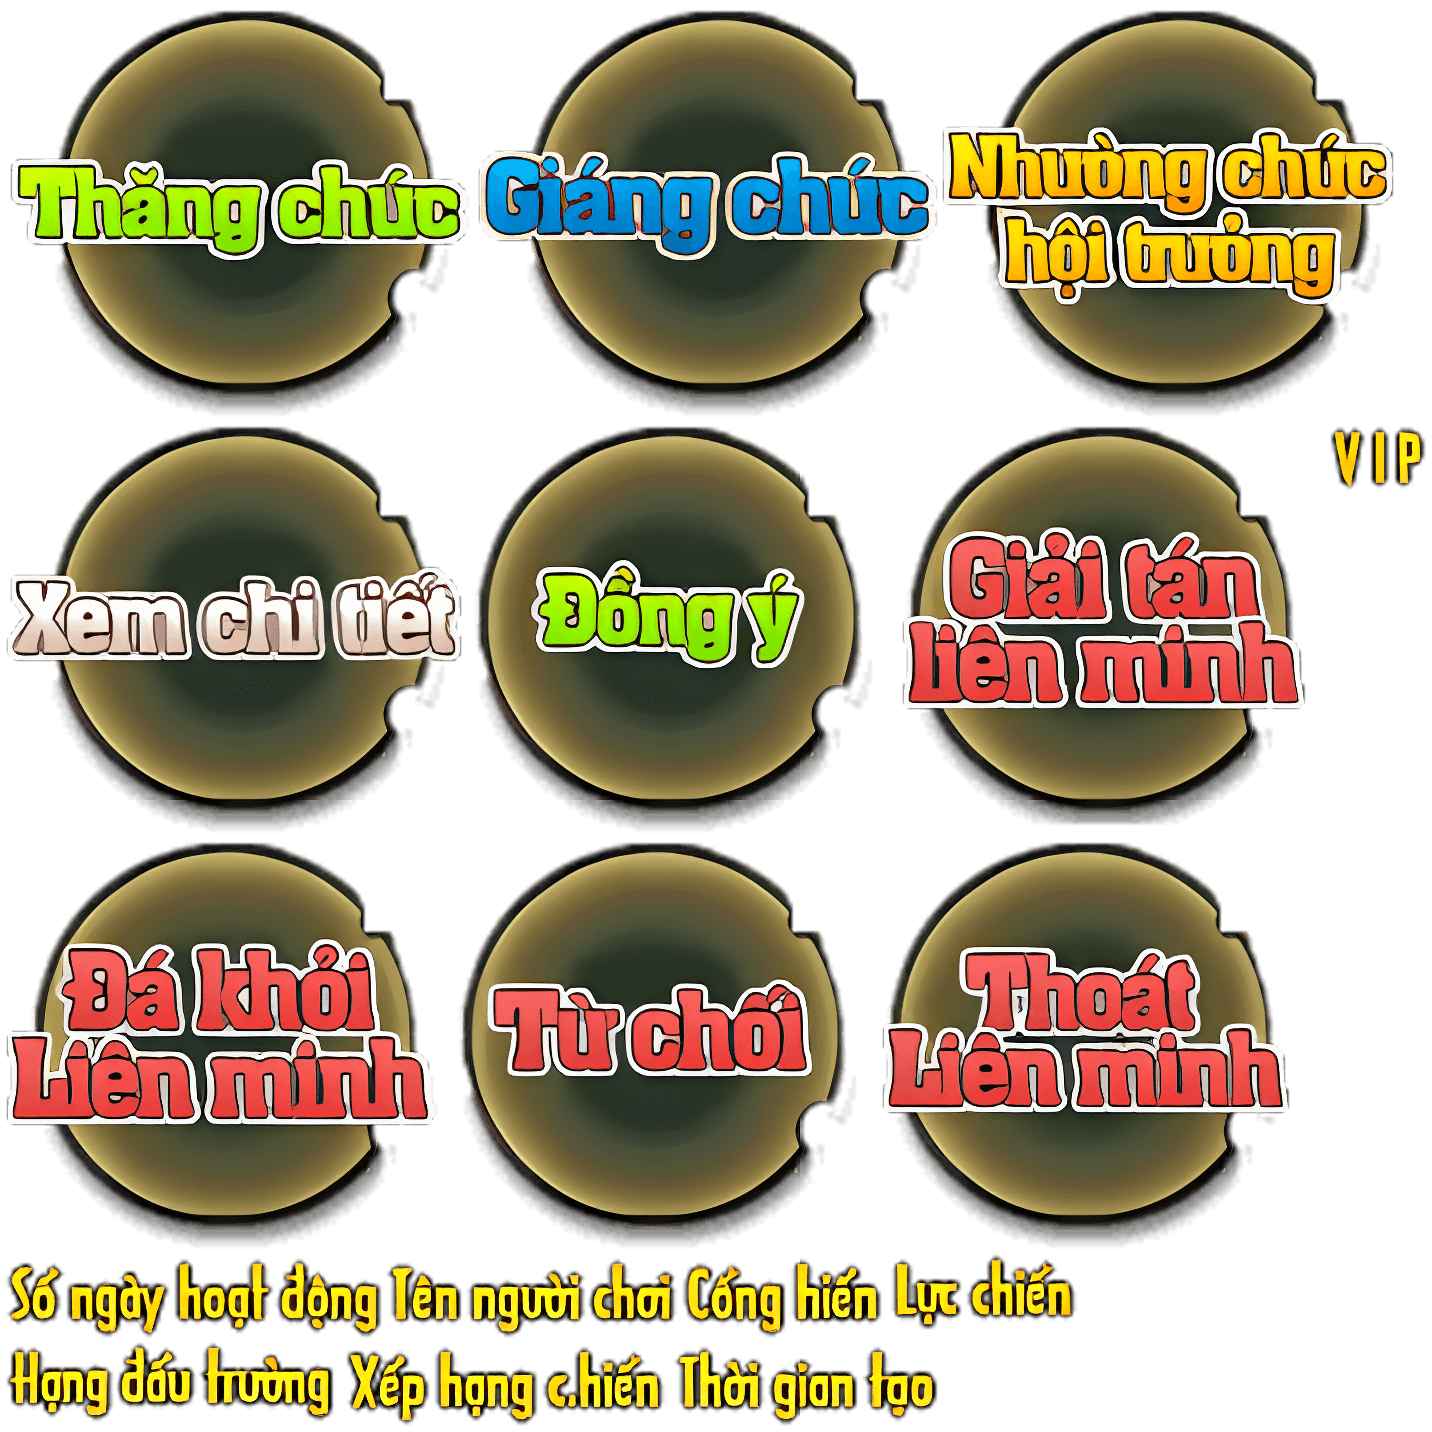 Thăng chức
Giáng chức
Nhường chức
hội trưởng
VIP
Xem chi tiết
Đồng ý
Giải tán
liên minh
Đá khỏi
Liên minh
Từ chối
Thoát
Liên minh
Số ngày hoạt động Tên người chơi Cống hiến Lực chiến
Hạng đấu trường Xếp hạng c.hiến Thời gian tạo